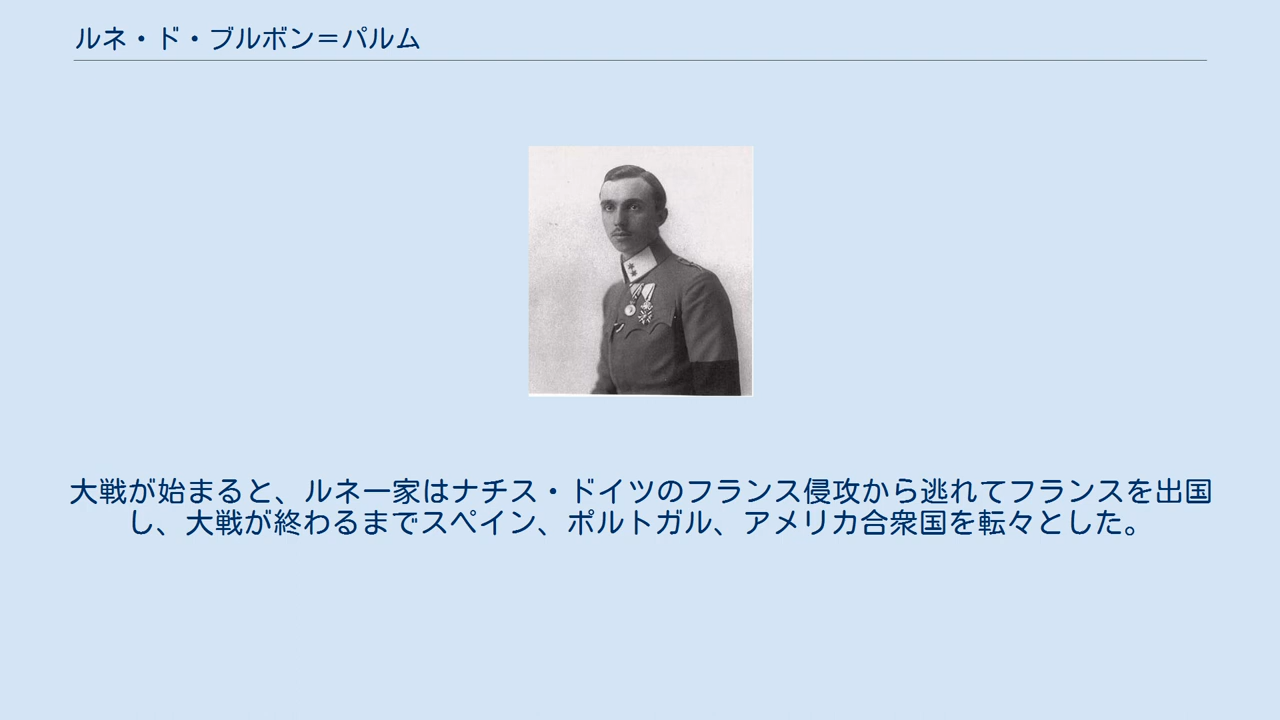 ルネ・ド・ブルボン＝パルム
大戦が始まると、ルネ一家はナチス・ドイツのフランス侵攻から逃れてフランスを出国
し、大戦が終わるまでスペイン、ポルトガル、アメリカ合衆国を転々とした。